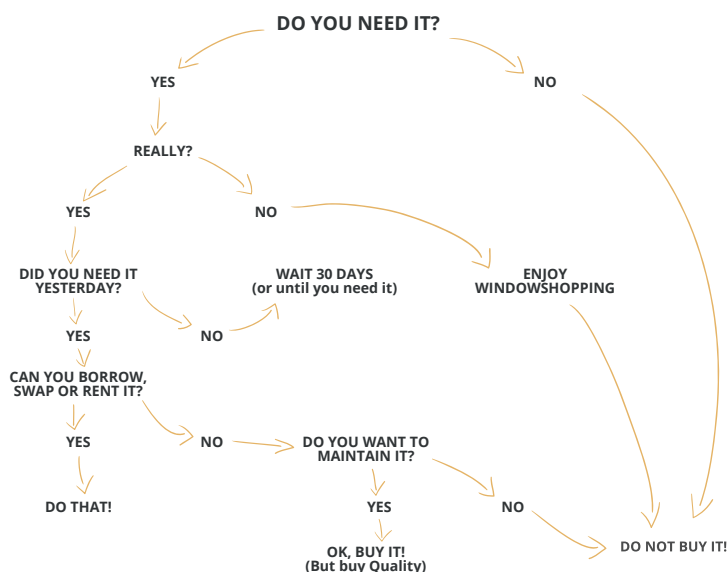 DO YOU NEED IT?
YES
NO
REALLY?
YES
NO
DID YOU NEED IT
YESTERDAY?
WAIT 30 DAYS
(or until you need it)
ENJOY
WINDOWSHOPPING
YES
NO
CAN YOU BORROW,
SWAP OR RENT IT?
YES
NO
DO YOU WANT TO
MAINTAIN IT?
DO THAT!
YES
NO
OK, BUY IT!
(But buy Quality)
DO NOT BUY IT!